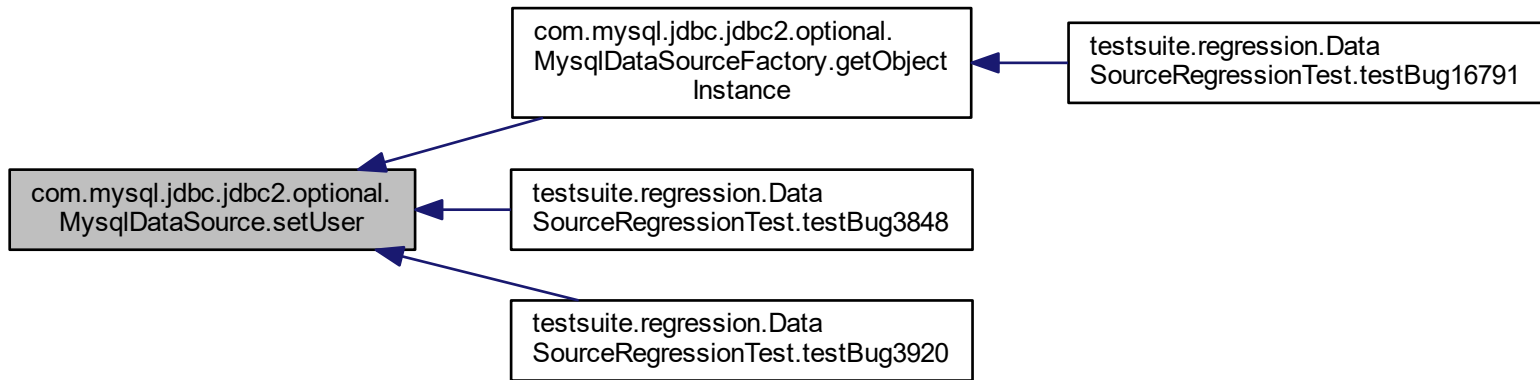 com.mysql.jdbc.jdbc2.optional.
MysqlDataSource.setUser
com.mysql.jdbc.jdbc2.optional.
MysqlDataSourceFactory.getObject
Instance
testsuite.regression.Data
SourceRegressionTest.testBug16791
testsuite.regression.Data
SourceRegressionTest.testBug3848
testsuite.regression.Data
SourceRegressionTest.testBug3920